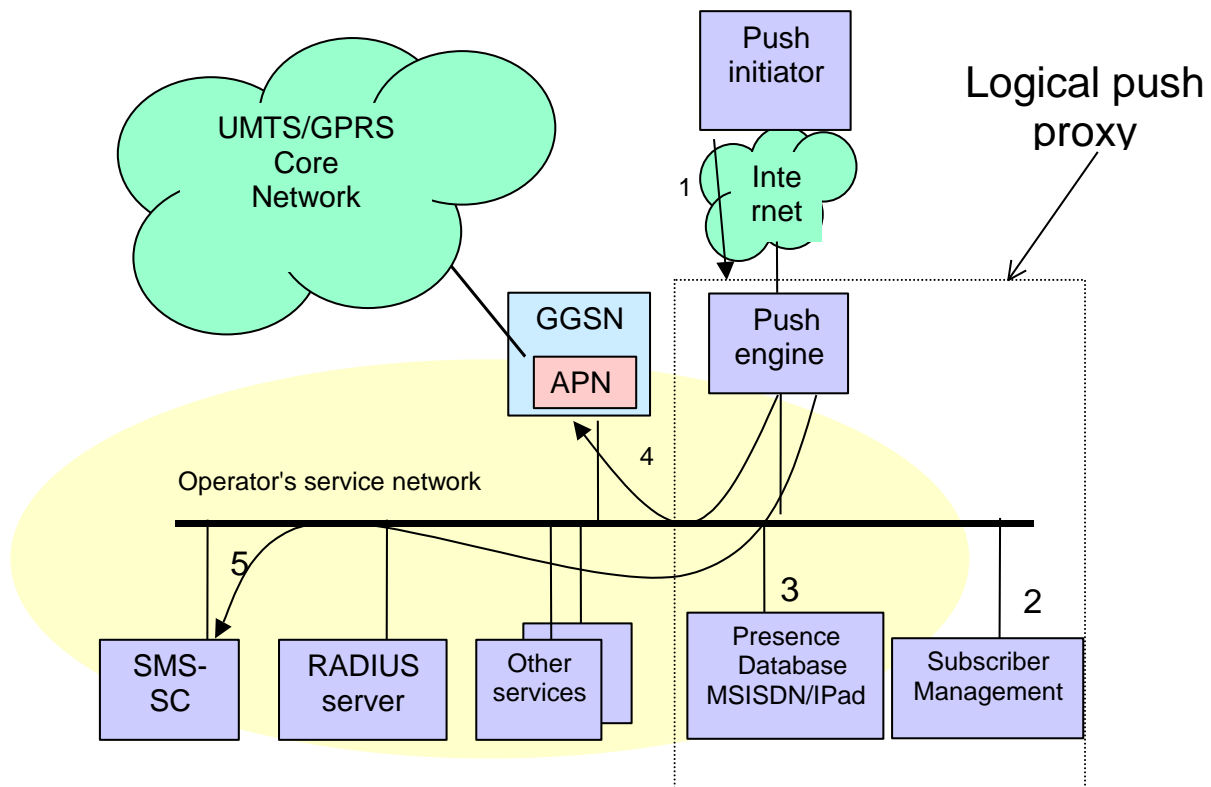 Push
initiator
Logical push
proxy
UMTS/GPRS
Core
Network
1
Inte
rnet
GGSN
APN
Push
engine
4
Operator's service network
5
3
2
SMS-
SC
RADIUS
server
Other
services
Presence
Database
MSISDN/IPad
Subscriber
Management